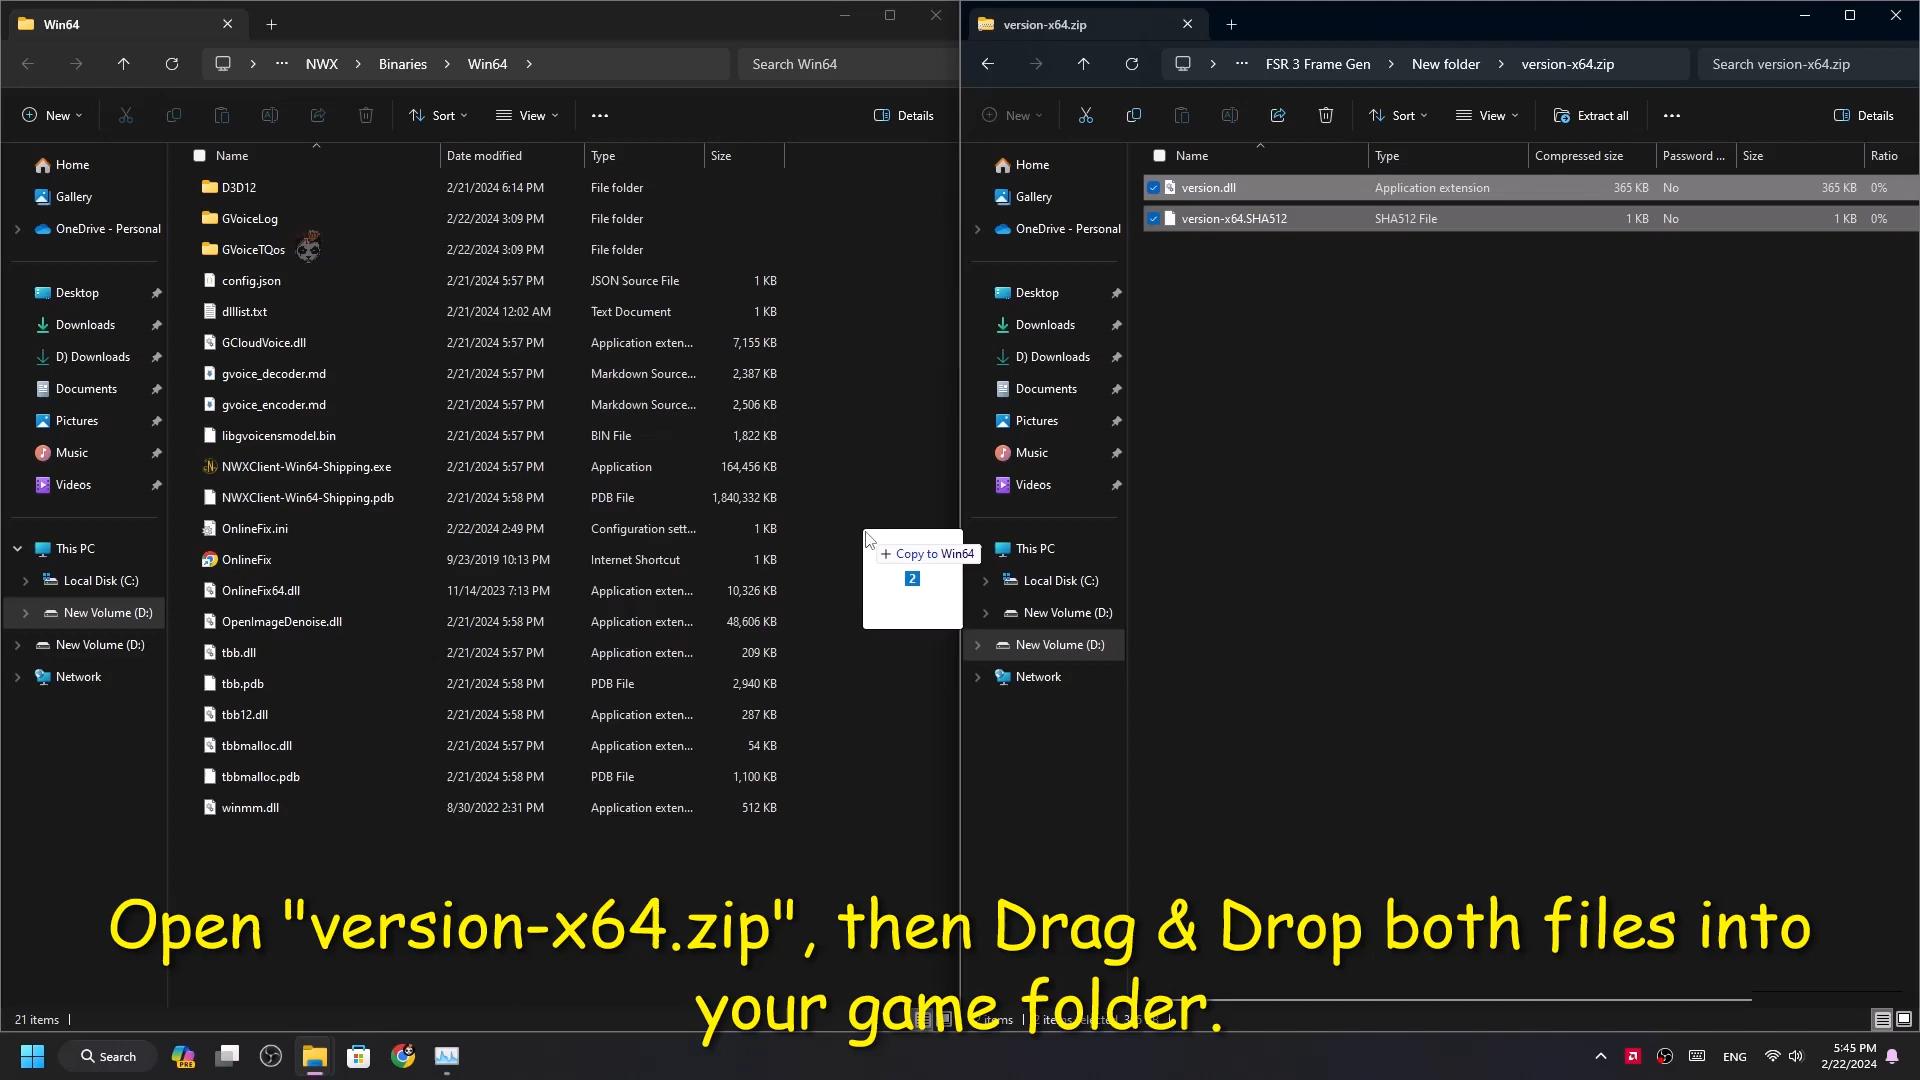 Win64
NWX Binaries Win64
Search Win64
New
Sort
View
Details
Home
Gallery
OneDrive - Personal
Desktop
Downloads
D) Downloads
Documents
Pictures
Music
Videos
This PC
Local Disk (C:)
New Volume (D:)
New Volume (D:)
Network
Name Date modified Type Size
D3D12 2/21/2024 6:14 PM File folder
GVoiceLog 2/22/2024 3:09 PM File folder
GVoiceTQos 2/22/2024 3:09 PM File folder
config.json 2/21/2024 5:57 PM JSON Source File 1 KB
dlllist.txt 2/21/2024 12:02 AM Text Document 1 KB
GCloudVoice.dll 2/21/2024 5:57 PM Application exten... 7,155 KB
gvoice_decoder.md 2/21/2024 5:57 PM Markdown Source... 2,387 KB
gvoice_encoder.md 2/21/2024 5:57 PM Markdown Source... 2,506 KB
libgvoicensmodel.bin 2/21/2024 5:57 PM BIN File 1,822 KB
NWXClient-Win64-Shipping.exe 2/21/2024 5:57 PM Application 164,456 KB
NWXClient-Win64-Shipping.pdb 2/21/2024 5:58 PM PDB File 1,840,332 KB
OnlineFix.ini 2/22/2024 2:49 PM Configuration sett... 1 KB
OnlineFix 9/23/2019 10:13 PM Internet Shortcut 1 KB
OnlineFix64.dll 11/14/2023 7:13 PM Application exten... 10,326 KB
OpenImageDenoise.dll 2/21/2024 5:58 PM Application exten... 48,606 KB
tbb.dll 2/21/2024 5:57 PM Application exten... 209 KB
tbb.pdb 2/21/2024 5:58 PM PDB File 2,940 KB
tbb12.dll 2/21/2024 5:58 PM Application exten... 287 KB
tbbmalloc.dll 2/21/2024 5:57 PM Application exten... 54 KB
tbbmalloc.pdb 2/21/2024 5:58 PM PDB File 1,100 KB
winmm.dll 8/30/2022 2:31 PM Application exten... 512 KB
Copy to Win64
2
version-x64.zip
FSR 3 Frame Gen New folder version-x64.zip
Search version-x64.zip
New
Sort
View
Extract all
Details
Home
Gallery
OneDrive - Personal
Desktop
Downloads
D) Downloads
Documents
Pictures
Music
Videos
This PC
Local Disk (C:)
New Volume (D:)
New Volume (D:)
Network
Name Type Compressed size Password ... Size Ratio
version.dll Application extension 365 KB No 365 KB 0%
version-x64.SHA512 SHA512 File 1 KB No 1 KB 0%
Open "version-x64.zip", then Drag & Drop both files into
your game folder.
21 items
items
Search
PRE
ENG
5:45 PM
2/22/2024